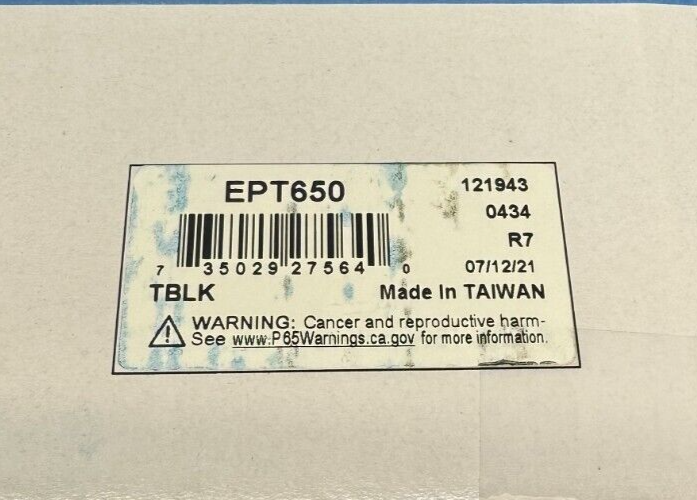 EPT650
121943
0434
R7
7 35029 27564 0
07/12/21
TBLK
Made In TAIWAN
WARNING: Cancer and reproductive harm-
See www.P65Warnings.ca.gov for more information.